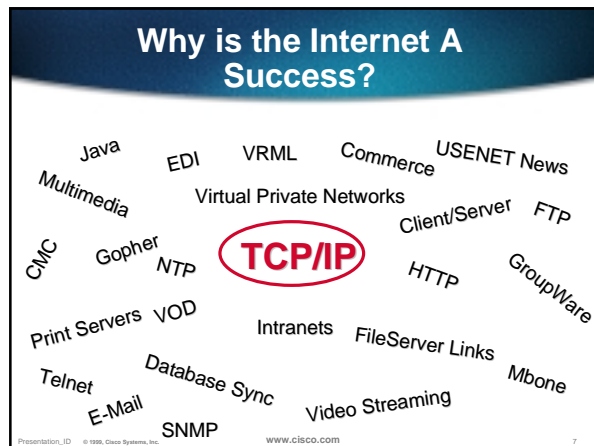 Why is the Internet A
Success?
Java
EDI
VRML
Commerce
USENET News
Multimedia
Virtual Private Networks
Client/Server
FTP
CMC
Gopher
NTP
TCP/IP
HTTP
GroupWare
Print Servers
VOD
Intranets
FileServer Links
Telnet
Database Sync
Mbone
E-Mail
SNMP
Video Streaming
Presentation_ID
© 1999, Cisco Systems, Inc.
www.cisco.com
7